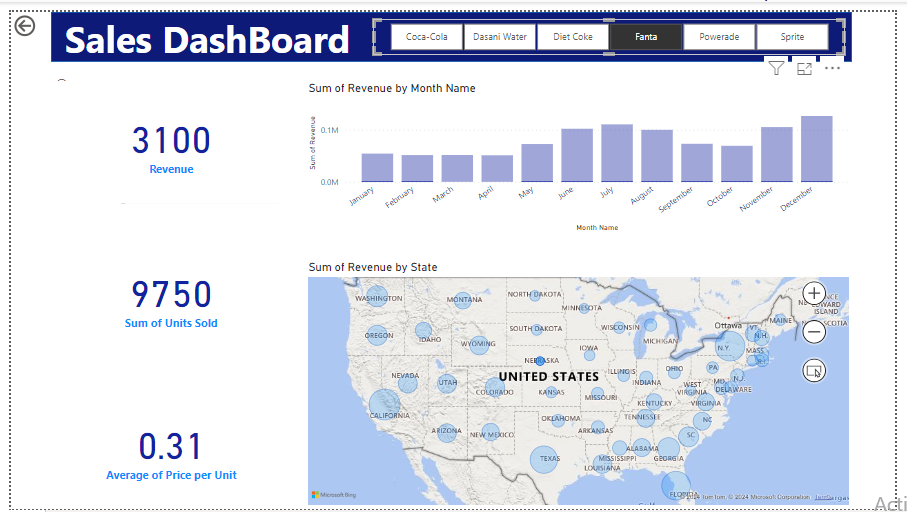 Sales DashBoard
Coca-Cola
Dasani Water
Diet Coke
Fanta
Powerade
Sprite
3100
Revenue
9750
Sum of Units Sold
0.31
Average of Price per Unit
Sum of Revenue by Month Name
Sum of Revenue
0.1M
0.0M
January
February
March
April
May
June
July
August
September
October
November
December
Month Name
Sum of Revenue by State
WASHINGTON
MONTANA
NORTH DAKOTA
MINNESOTA
OREGON
IDAHO
WYOMING
SOUTH DAKOTA
WISCONSIN
MICHIGAN
Ottawa
MAINE
VT.
N.H.
N.Y.
MASS
R.I.
NEVADA
UTAH
COLORADO
NEBRASKA
UNITED STATES
KANSAS
IOWA
ILLINOIS
INDIANA
OHIO
PA
NJ
DELAWARE
WEST
VIRGINIA
VIRGINIA
MISSOURI
KENTUCKY
CALIFORNIA
ARIZONA
NEW MEXICO
OKLAHOMA
ARKANSAS
TENNESSEE
NC
SC
TEXAS
LOUISIANA
MISSISSIPPI
ALABAMA
GEORGIA
FLORIDA
ISLAND
Microsoft Bing
© 2024 TomTom, © 2024 Microsoft Corporation
Acti